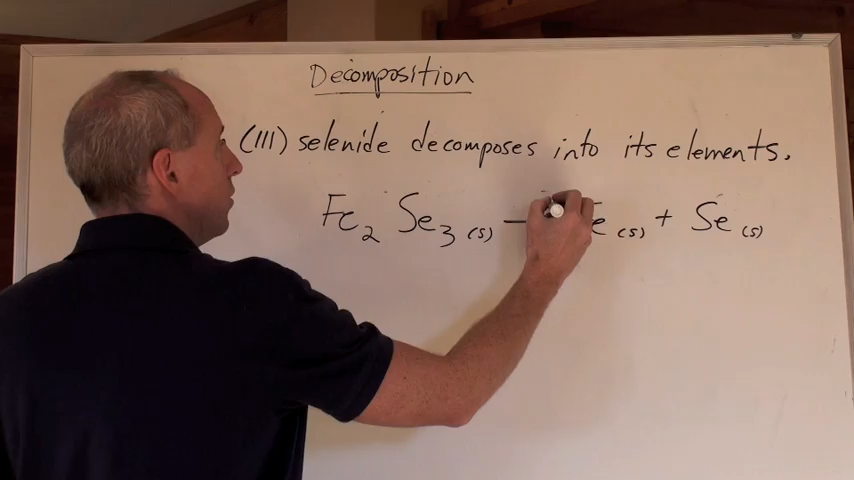 Decomposition
(III) selenide decomposes into its elements.
Fe2 Se3 (s) — e (s) + Se (s)